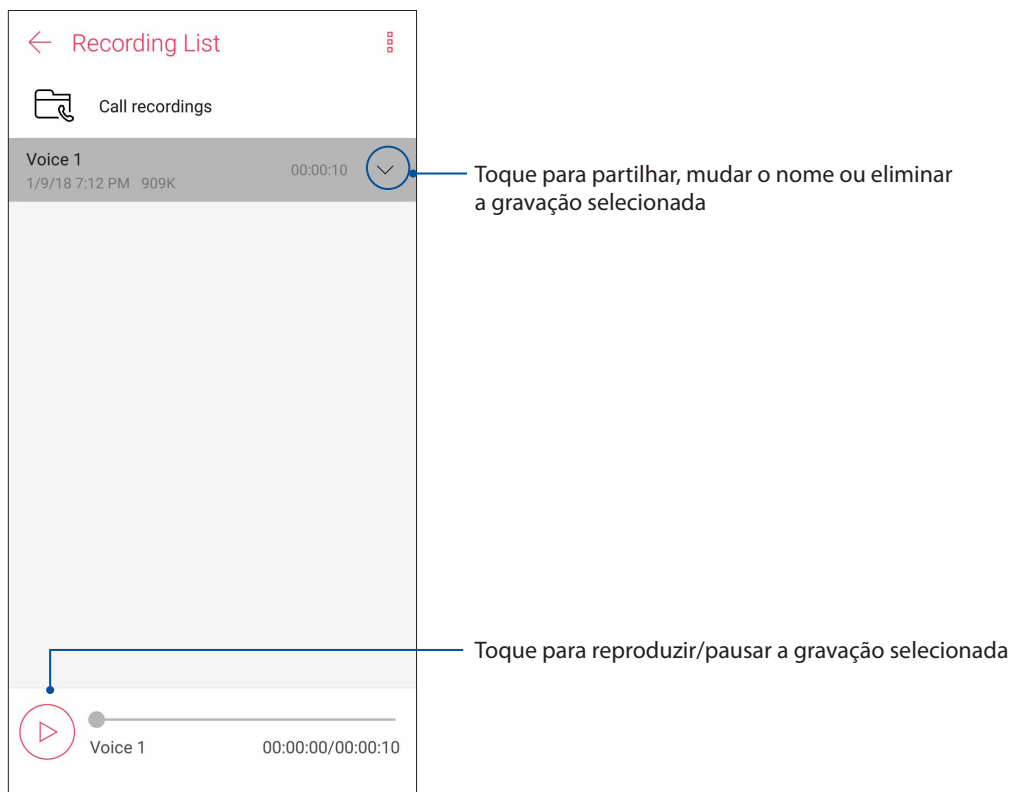 Recording List
Call recordings
Voice 1
00:00:10
1/9/18 7:12 PM 909K
Toque para partilhar, mudar o nome ou eliminar
a gravação selecionada
Toque para reproduzir/pausar a gravação selecionada
Voice 1 00:00:00/00:00:10